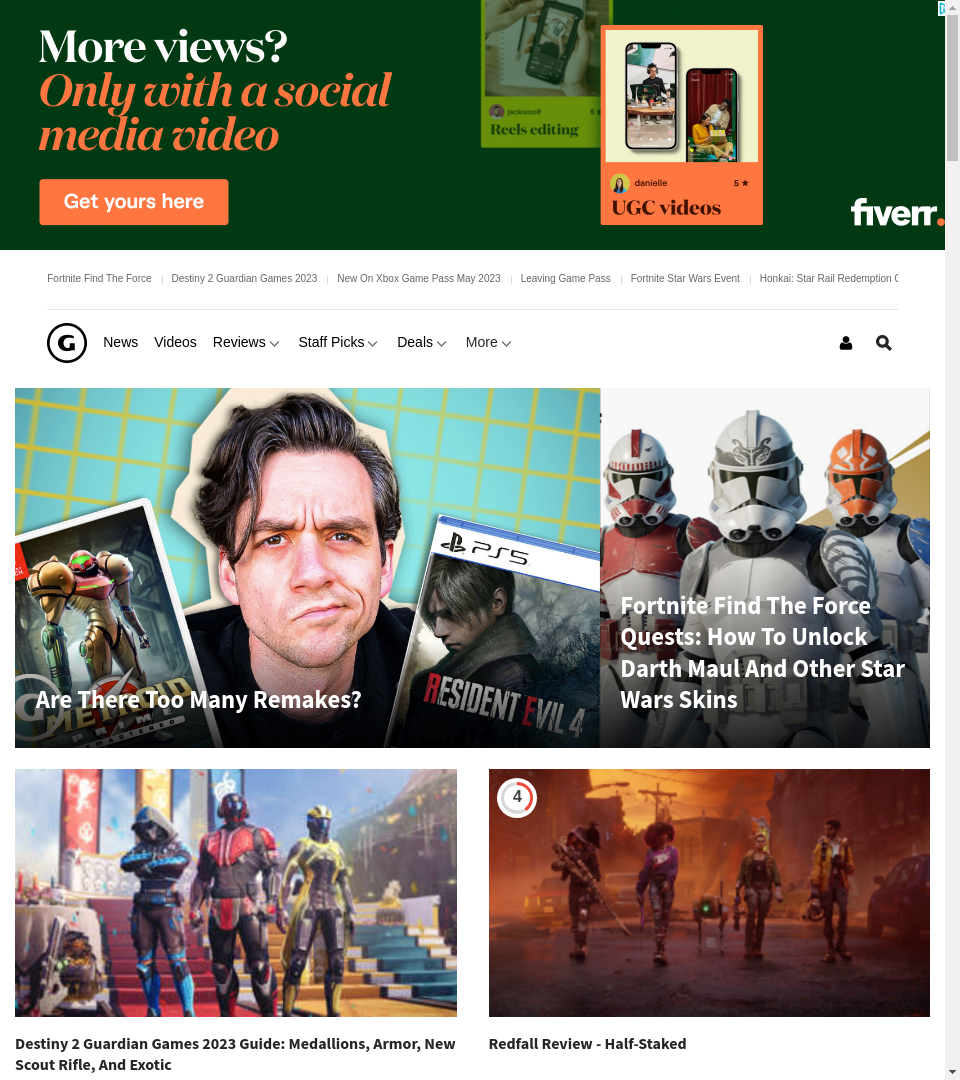 More views?
Only with a social
media video
Get yours here
jackieoo8 5
Reels editing
danielle 5 ★
UGC videos
fiverr.
Fortnite Find The Force
Destiny 2 Guardian Games 2023
New On Xbox Game Pass May 2023
Leaving Game Pass
Fortnite Star Wars Event
Honkai: Star Rail Redemption
G
News
Videos
Reviews
Staff Picks
Deals
More
PS5
RESIDENT EVIL 4
METROID
Are There Too Many Remakes?
Fortnite Find The Force
Quests: How To Unlock
Darth Maul And Other Star
Wars Skins
4
Destiny 2 Guardian Games 2023 Guide: Medallions, Armor, New
Scout Rifle, And Exotic
Redfall Review - Half-Staked